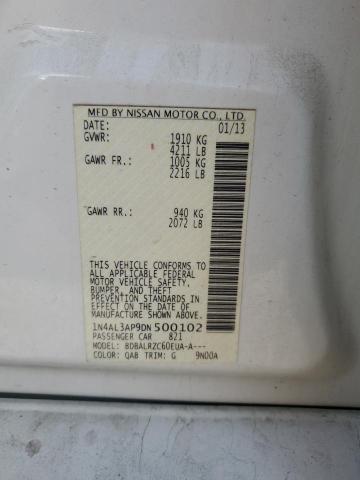 MFD BY NISSAN MOTOR CO., LTD.
DATE: 01/13
GVWR: 1910 KG
4211 LB
GAWR FR.: 1005 KG
2216 LB
GAWR RR.: 940 KG
2072 LB
THIS VEHICLE CONFORMS TO
ALL APPLICABLE FEDERAL
MOTOR VEHICLE SAFETY,
BUMPER, AND THEFT
PREVENTION STANDARDS IN
EFFECT ON THE DATE OF
MANUFACTURE SHOWN ABOVE.
1N4AL3AP9DN 500102
PASSENGER CAR 821
MODEL: BDBALRZC60EUA-A---
COLOR: QAB TRIM: G 9N00A